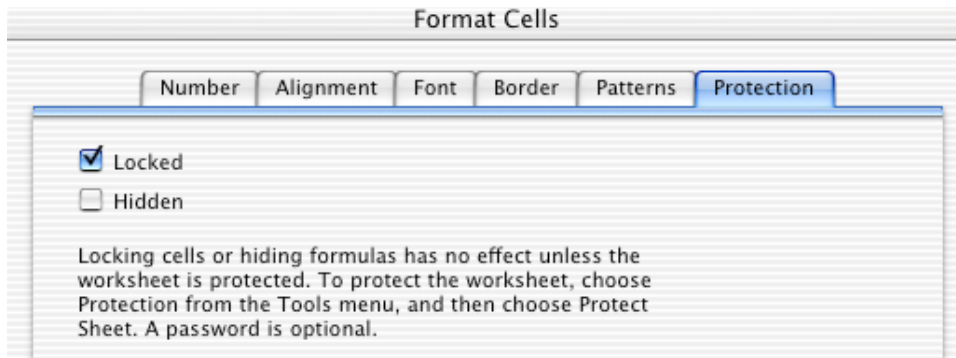 Format Cells
Number Alignment Font Border Patterns Protection
Locked
Hidden
Locking cells or hiding formulas has no effect unless the
worksheet is protected. To protect the worksheet, choose
Protection from the Tools menu, and then choose Protect
Sheet. A password is optional.